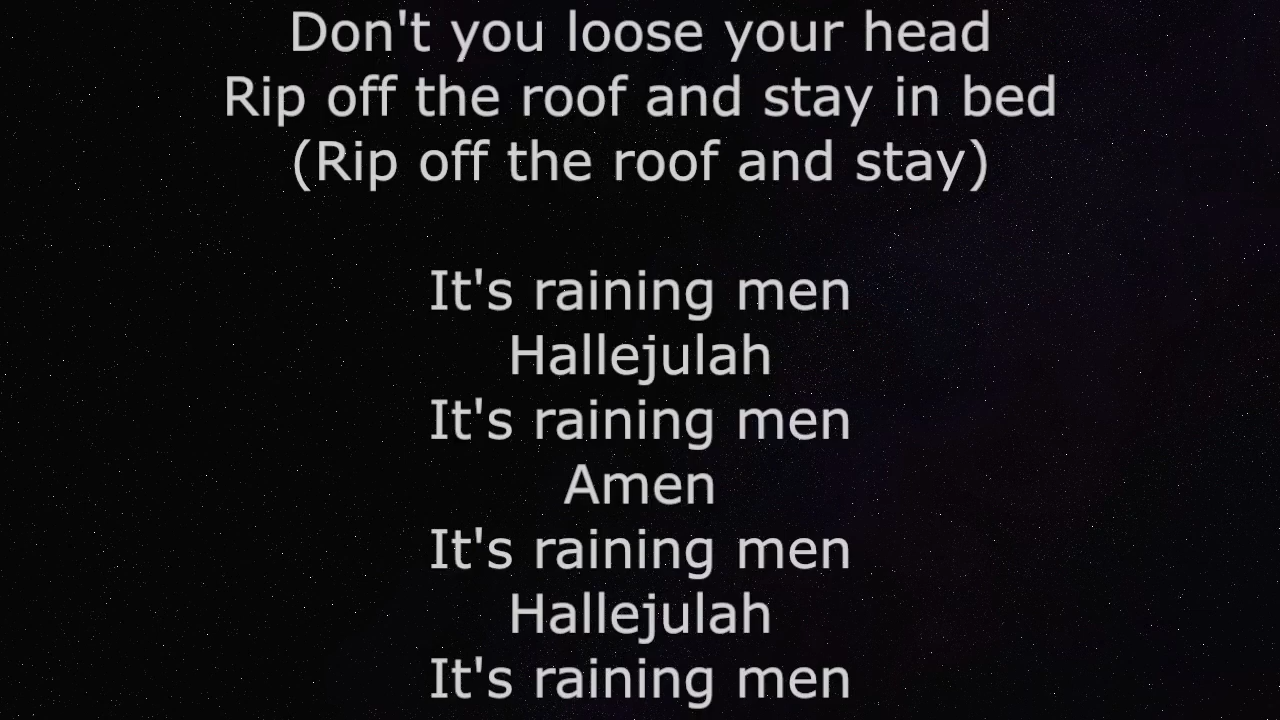 Don't you loose your head
Rip off the roof and stay in bed
(Rip off the roof and stay)
It's raining men
Hallejulah
It's raining men
Amen
It's raining men
Hallejulah
It's raining men